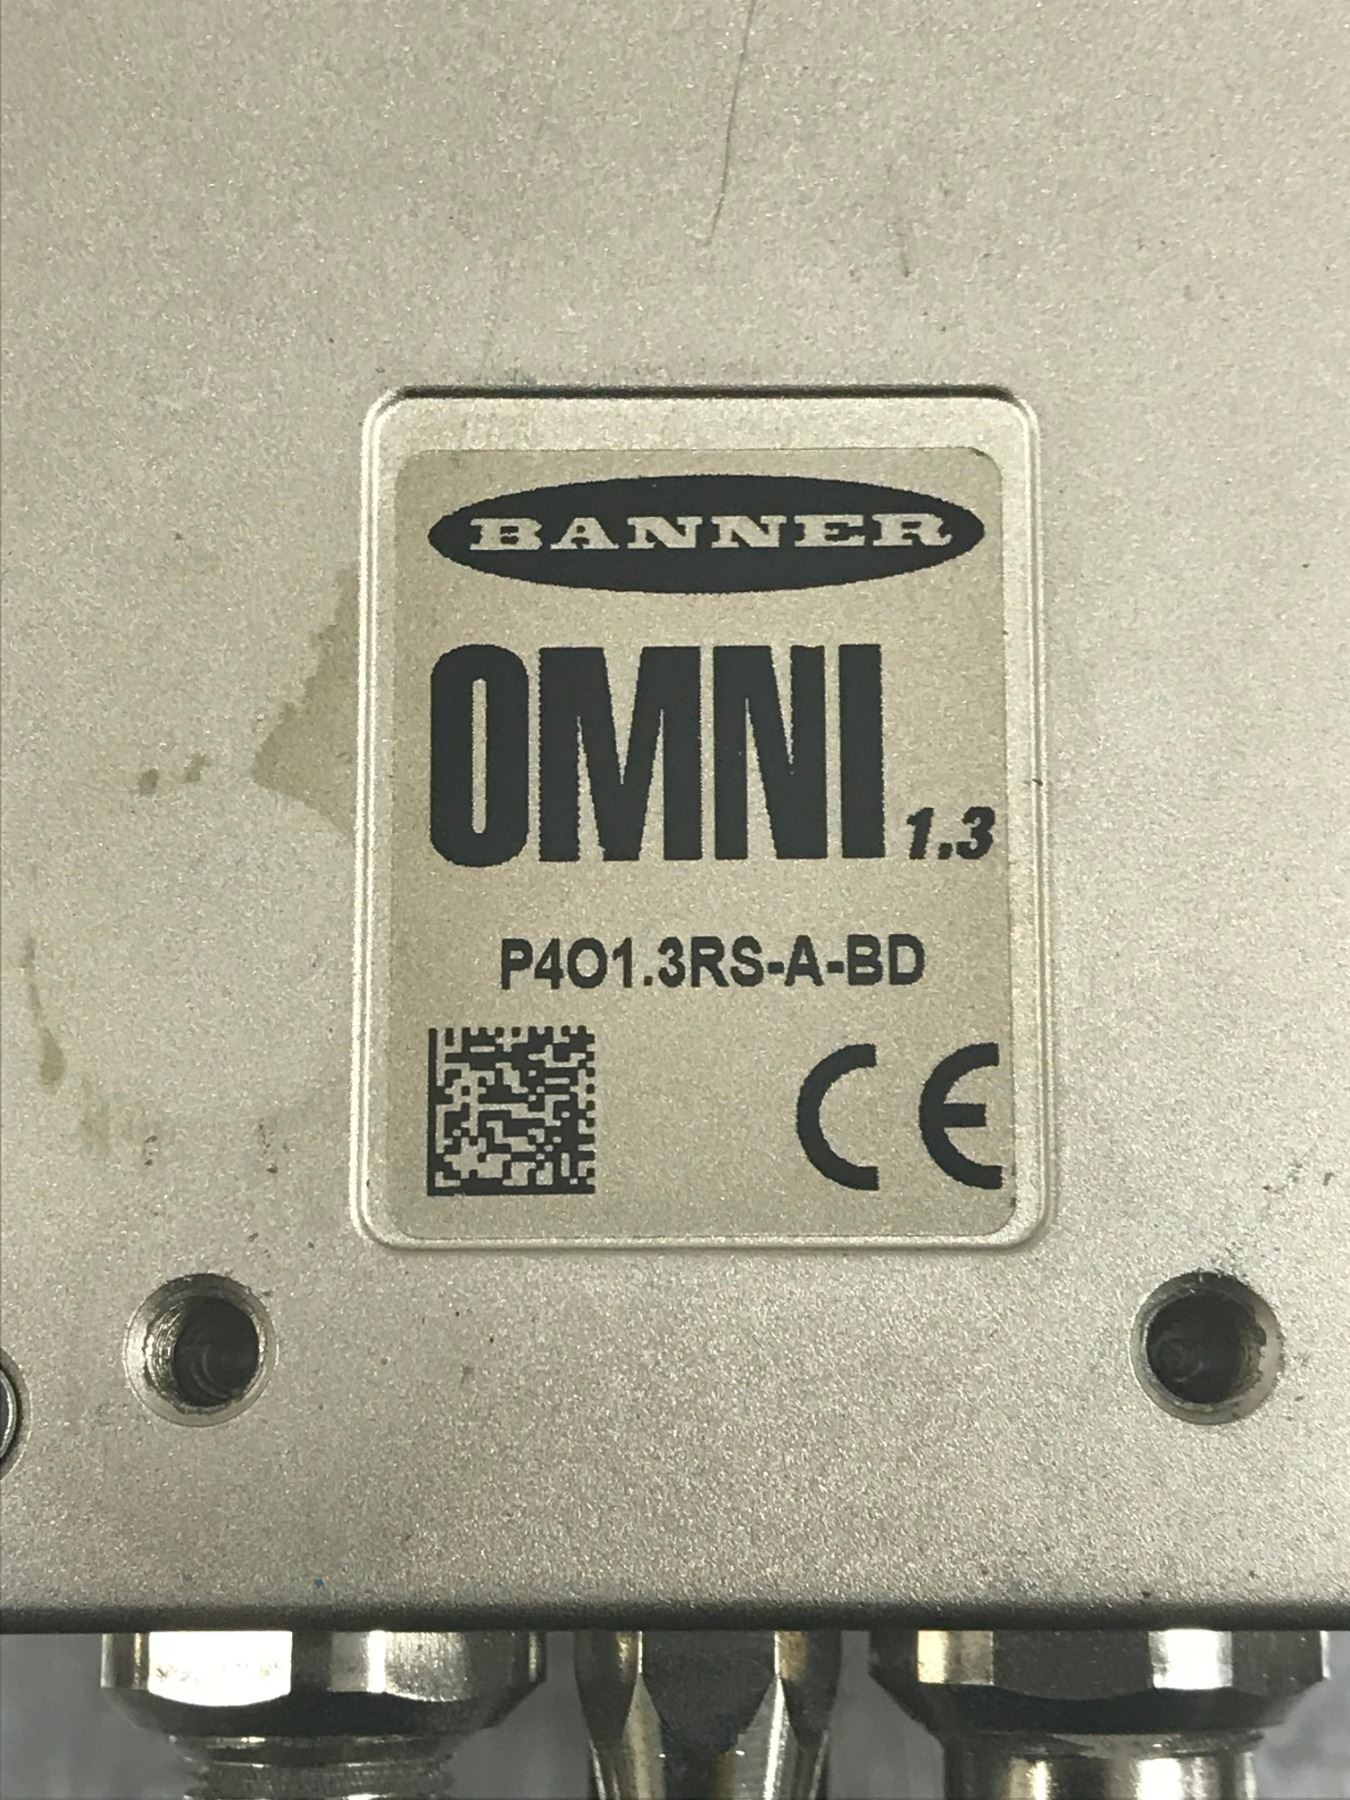 BANNER
OMNI 1.3
P4O1.3RS-A-BD
CE